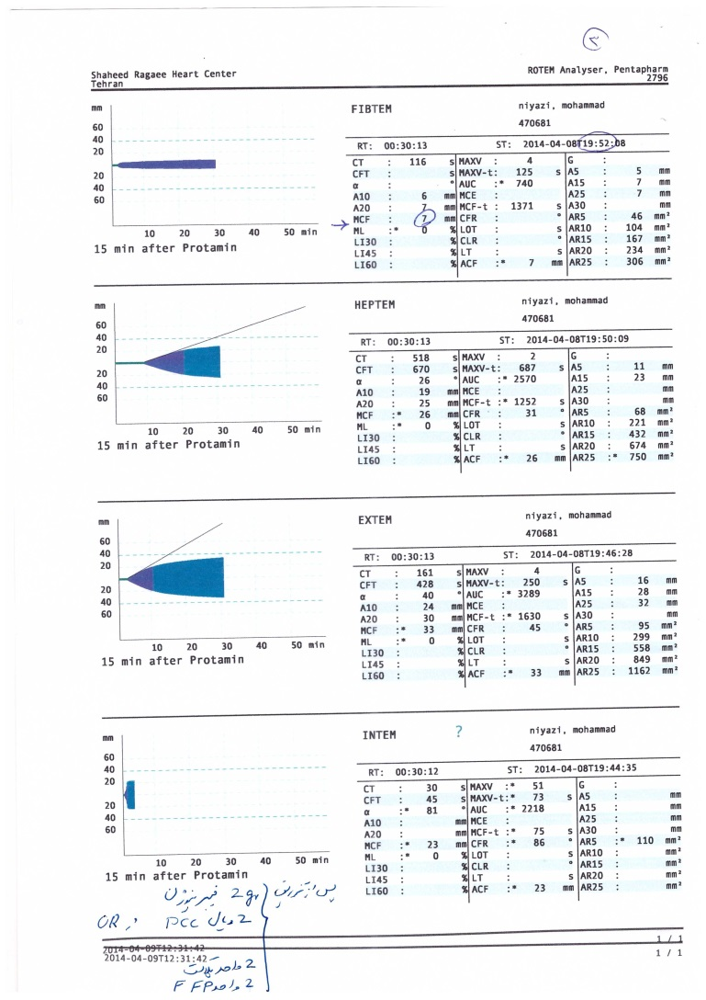 Shaheed Ragaee Heart Center
Tehran
ROTEM Analyser, Pentapharm
2796
mm
60
40
20
20
40
60
10 20 30 40 50 min
15 min after Protamin
FIBTEM
niyazi, mohammad
470681
RT: 00:30:13 ST: 2014-04-08T19:52:08
CT : 116 s MAXV : 4 G :
CFT : s MAXV-t: 125 s A5 : 5 mm
α : ° AUC :* 740 A15 : 7 mm
A10 : 6 mm MCE : A25 : 7 mm
A20 : 7 mm MCF-t : 1371 s A30 : mm
MCF : 7 mm CFR : ° AR5 : 46 mm²
ML :* 0 % LOT : s AR10 : 104 mm²
LI30 : % CLR : ° AR15 : 167 mm²
LI45 : % LT : s AR20 : 234 mm²
LI60 : % ACF :* 7 mm AR25 : 306 mm²
mm
60
40
20
20
40
60
10 20 30 40 50 min
15 min after Protamin
HEPTEM
niyazi, mohammad
470681
RT: 00:30:13 ST: 2014-04-08T19:50:09
CT : 518 s MAXV : 2 G :
CFT : 670 s MAXV-t: 687 s A5 : 11 mm
α : 26 ° AUC :* 2570 A15 : 23 mm
A10 : 19 mm MCE : A25 : mm
A20 : 25 mm MCF-t :* 1252 s A30 : mm
MCF :* 26 mm CFR : 31 ° AR5 : 68 mm²
ML :* 0 % LOT : s AR10 : 221 mm²
LI30 : % CLR : ° AR15 : 432 mm²
LI45 : % LT : s AR20 : 674 mm²
LI60 : % ACF :* 26 mm AR25 :* 750 mm²
mm
60
40
20
20
40
60
10 20 30 40 50 min
15 min after Protamin
EXTEM
niyazi, mohammad
470681
RT: 00:30:13 ST: 2014-04-08T19:46:28
CT : 161 s MAXV : 4 G :
CFT : 428 s MAXV-t: 250 s A5 : 16 mm
α : 40 ° AUC :* 3289 A15 : 28 mm
A10 : 24 mm MCE : A25 : 32 mm
A20 : 30 mm MCF-t :* 1630 s A30 : mm
MCF :* 33 mm CFR : 45 ° AR5 : 95 mm²
ML :* 0 % LOT : s AR10 : 299 mm²
LI30 : % CLR : ° AR15 : 558 mm²
LI45 : % LT : s AR20 : 849 mm²
LI60 : % ACF :* 33 mm AR25 : 1162 mm²
mm
60
40
20
20
40
60
10 20 30 40 50 min
15 min after Protamin
INTEM ?
niyazi, mohammad
470681
RT: 00:30:12 ST: 2014-04-08T19:44:35
CT : 30 s MAXV :* 51 G :
CFT : 45 s MAXV-t:* 73 s A5 : mm
α :* 81 ° AUC :* 2218 A15 : mm
A10 : mm MCE : A25 : mm
A20 : mm MCF-t :* 75 s A30 : mm
MCF :* 23 mm CFR :* 86 ° AR5 :* 110 mm²
ML :* 0 % LOT : s AR10 : mm²
LI30 : % CLR : ° AR15 : mm²
LI45 : % LT : s AR20 : mm²
LI60 : % ACF :* 23 mm AR25 : mm²
پس از تزریق 2gr فیبرینوژن
2 ویال PCC در OR
2014-04-09T12:31:42 1 / 1
2014-04-09T12:31:42 1 / 1
2 واحد پلاکت
2 واحد FFP